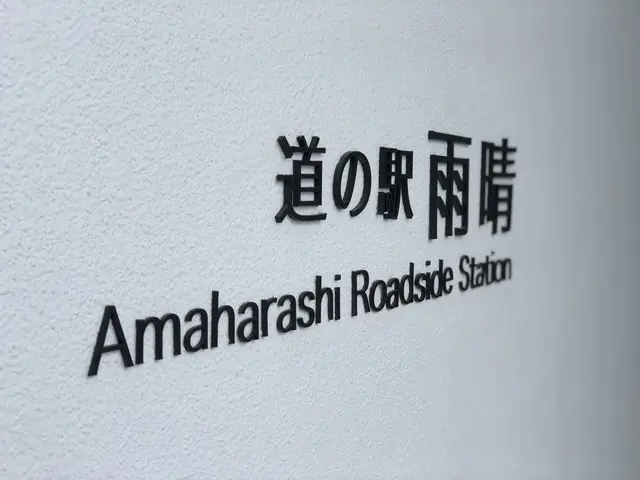 道の駅 雨晴
Amaharashi Roadside Station